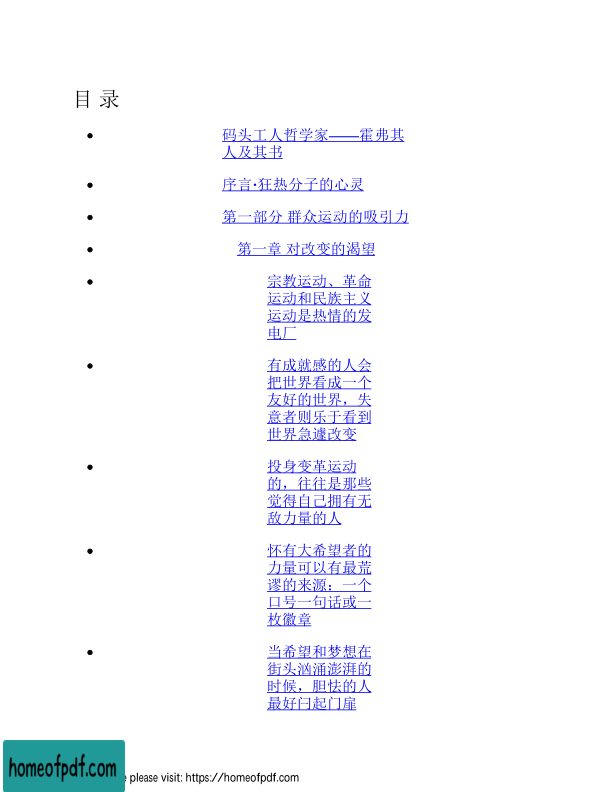 目 录
码头工人哲学家——霍弗其
人及其书
序言·狂热分子的心灵
第一部分 群众运动的吸引力
第一章 对改变的渴望
宗教运动、革命
运动和民族主义
运动是热情的发
电厂
有成就感的人会
把世界看成一个
友好的世界，失
意者则乐于看到
世界急遽改变
投身变革运动
的，往往是那些
觉得自己拥有无
敌力量的人
怀有大希望者的
力量可以有最荒
谬的来源：一个
口号一句话或一
枚徽章
当希望和梦想在
街头汹涌澎湃的
时候，胆怯的人
最好闩起门扉
homeofpdf.com
e please visit: https://homeofpdf.com